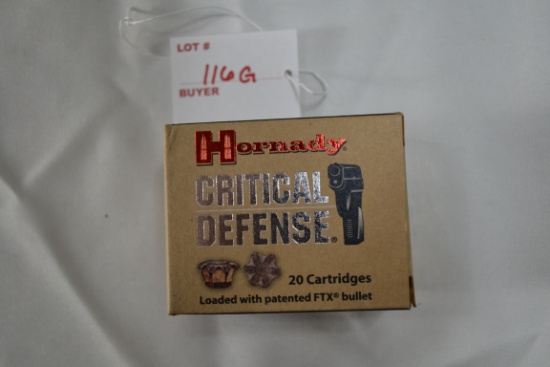 LOT #
116G
BUYER
Hornady®
CRITICAL
DEFENSE®
20 Cartridges
Loaded with patented FTX® bullet